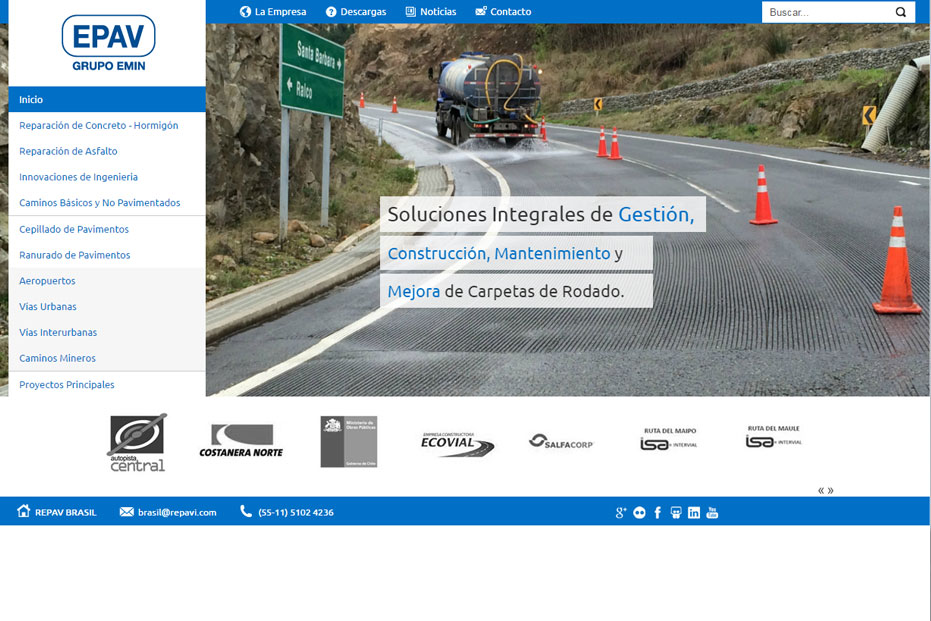 La Empresa
Descargas
Noticias
Contacto
Buscar...
EPAV
GRUPO EMIN
Inicio
Reparación de Concreto - Hormigón
Reparación de Asfalto
Innovaciones de Ingenieria
Caminos Básicos y No Pavimentados
Cepillado de Pavimentos
Ranurado de Pavimentos
Aeropuertos
Vías Urbanas
Vías Interurbanas
Caminos Mineros
Proyectos Principales
Santa Barbara
Ralco
Soluciones Integrales de Gestión,
Construcción, Mantenimiento y
Mejora de Carpetas de Rodado.
autopista
central
COSTANERA NORTE
Ministerio de
Obras Públicas
Gobierno de Chile
EMPRESA CONSTRUCTORA
ECOVIAL
SALFACORP
RUTA DEL MAIPO
isa INTERVIAL
RUTA DEL MAULE
isa INTERVIAL
« »
REPAV BRASIL
brasil@repavi.com
(55-11) 5102 4236
You
Tube